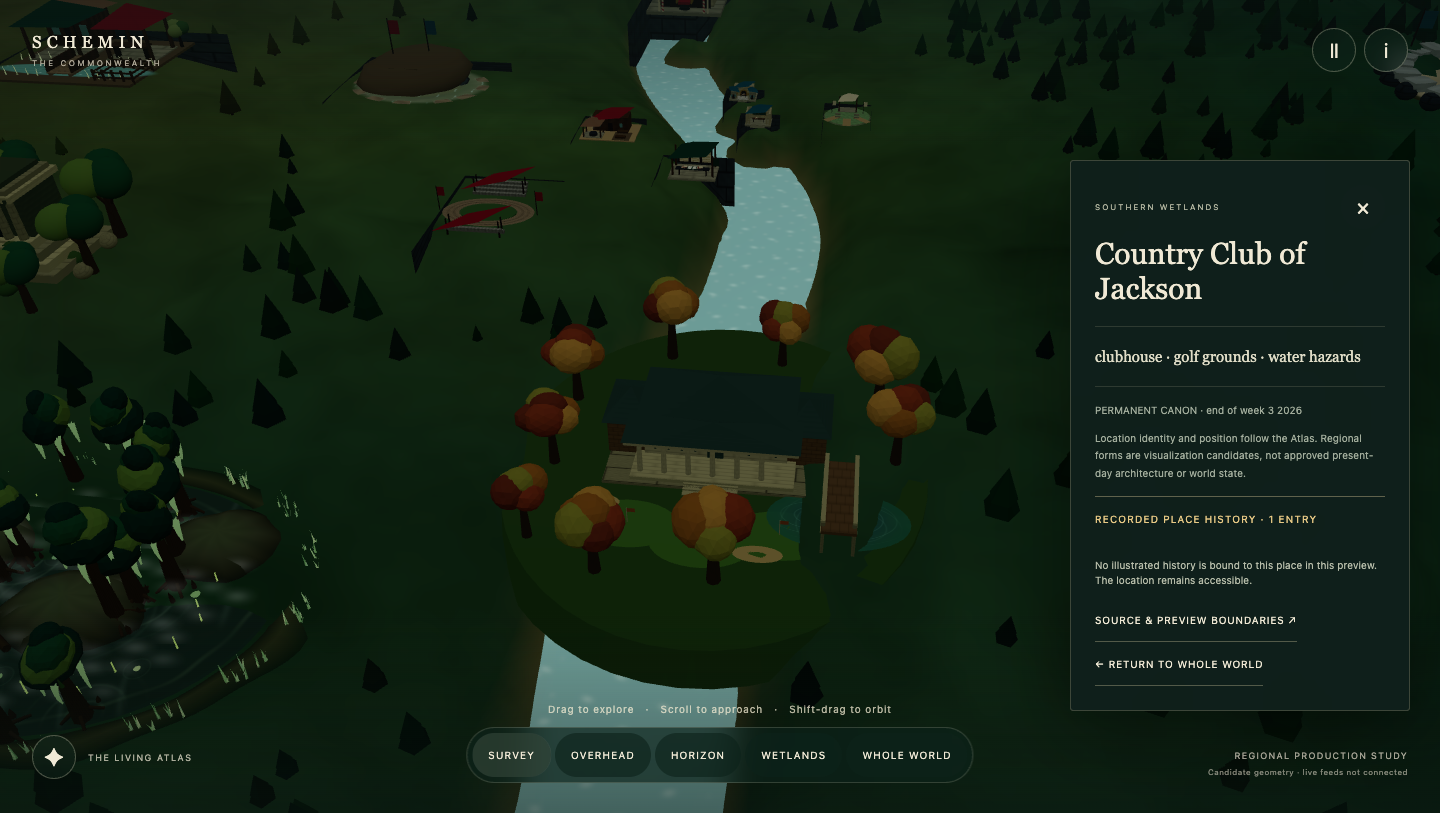 SCHEMIN
THE COMMONWEALTH
II
i
SOUTHERN WETLANDS
×
Country Club of
Jackson
clubhouse · golf grounds · water hazards
PERMANENT CANON · end of week 3 2026
Location identity and position follow the Atlas. Regional
forms are visualization candidates, not approved present-
day architecture or world state.
RECORDED PLACE HISTORY · 1 ENTRY
No illustrated history is bound to this place in this preview.
The location remains accessible.
SOURCE & PREVIEW BOUNDARIES ↗
← RETURN TO WHOLE WORLD
Drag to explore · Scroll to approach · Shift-drag to orbit
SURVEY OVERHEAD HORIZON WETLANDS WHOLE WORLD
THE LIVING ATLAS
REGIONAL PRODUCTION STUDY
Candidate geometry · live feeds not connected